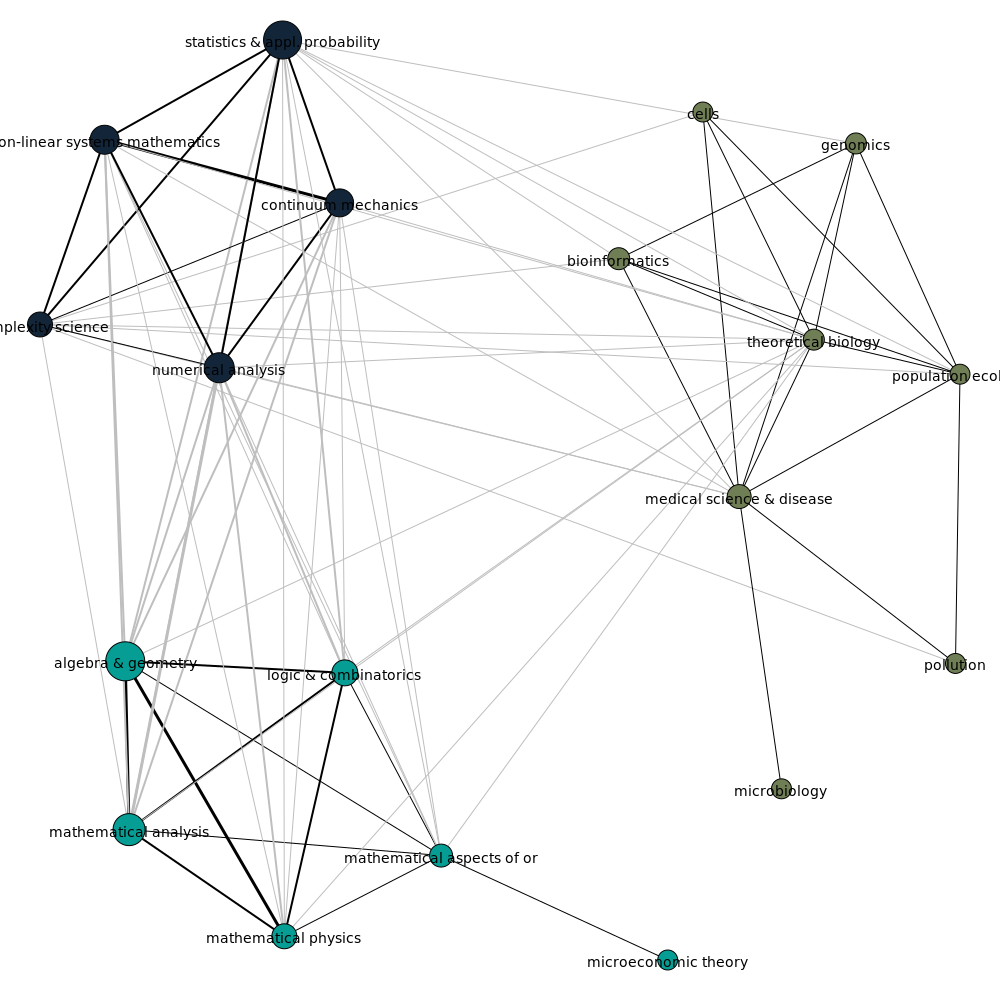 statistics & appl. probability
cells
on-linear systems mathematics
genomics
continuum mechanics
bioinformatics
mplexity science
theoretical biology
numerical analysis
population ecol
medical science & disease
algebra & geometry
pollution
logic & combinatorics
microbiology
mathematical analysis
mathematical aspects of or
mathematical physics
microeconomic theory